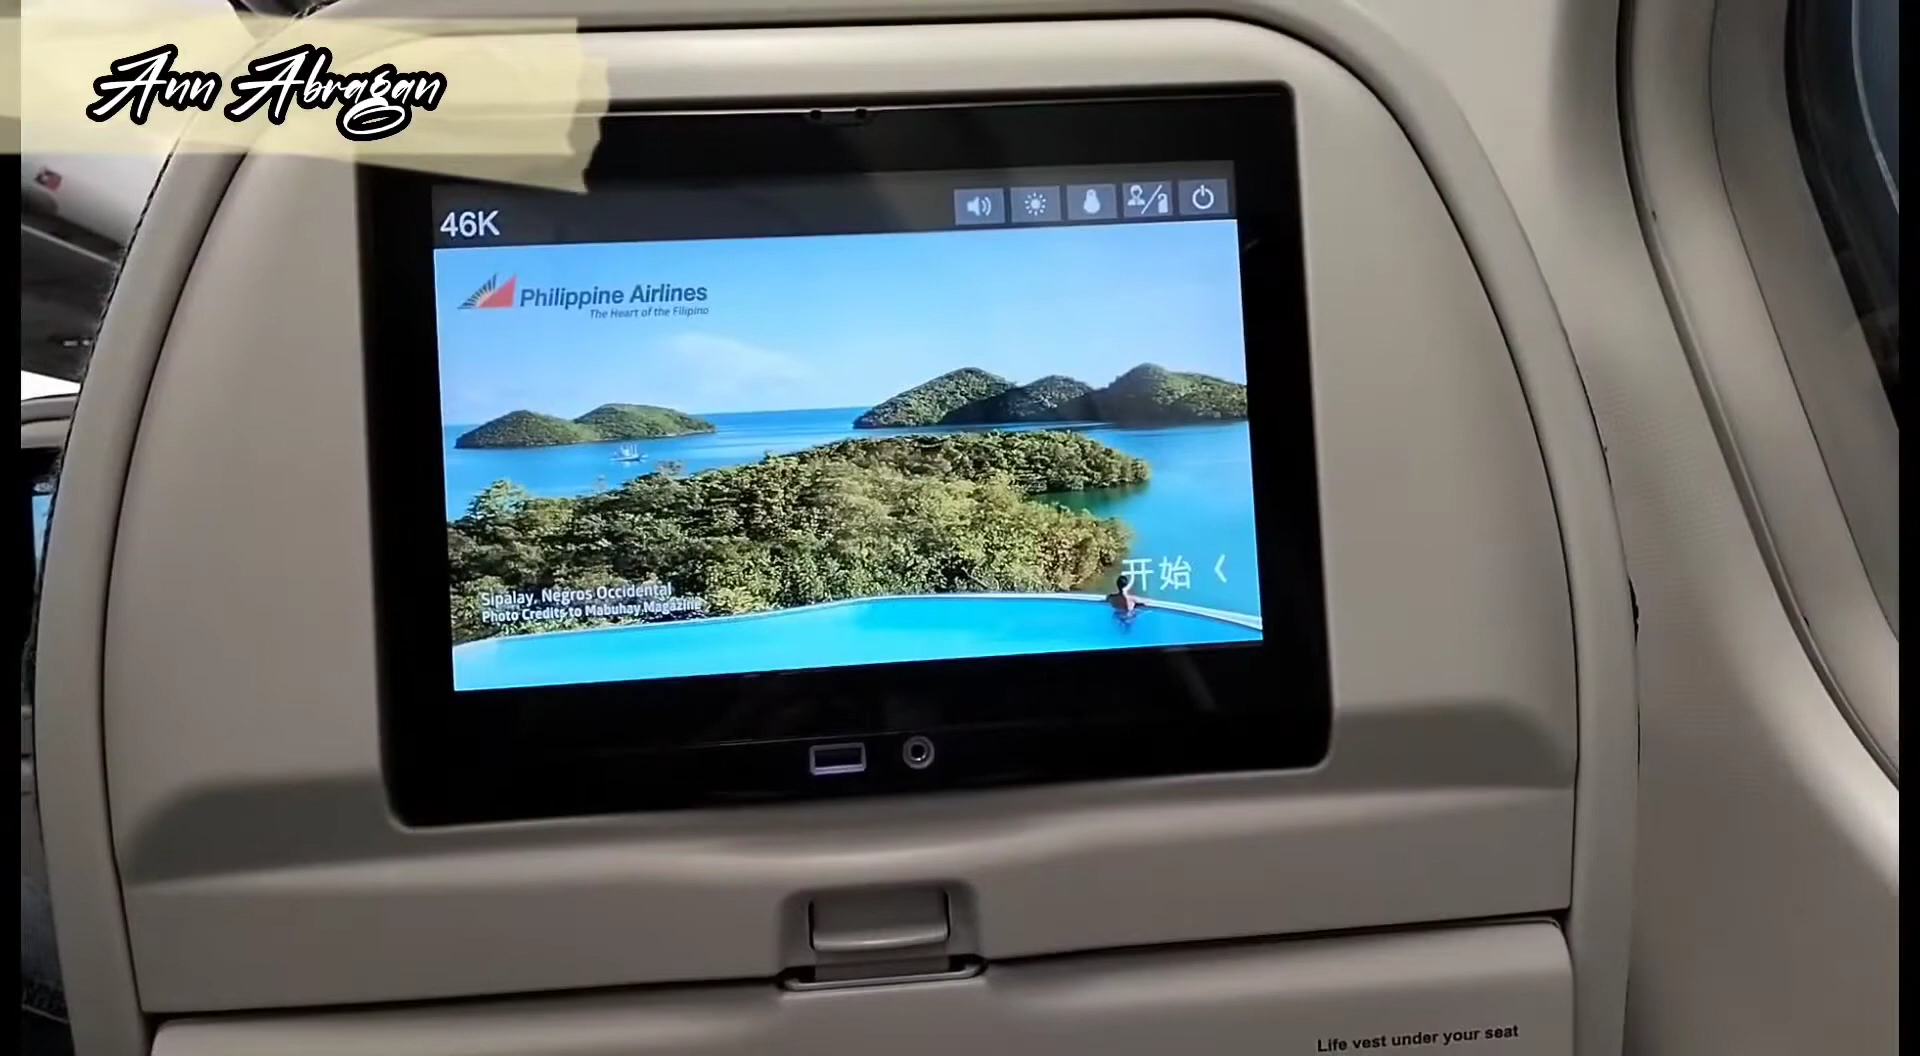 Ann Abragan
46K
Philippine Airlines
The Heart of the Filipino
开始 <
Sipalay, Negros Occidental
Photo Credits to Mabuhay Magazine
Life vest under your seat